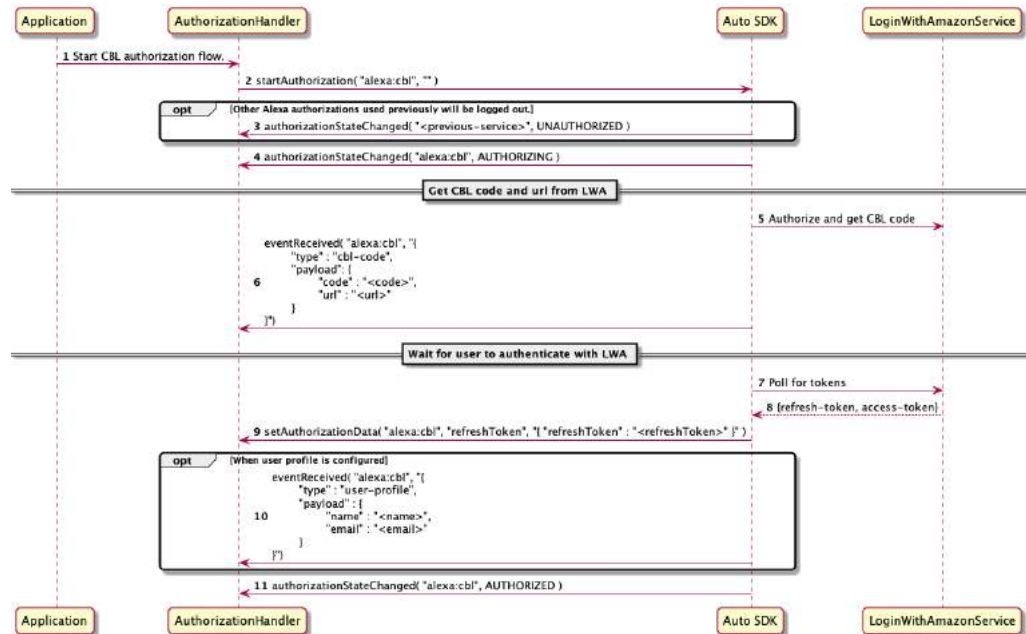 Application AuthorizationHandler Auto SDK LoginWithAmazonService
1 Start CBL authorization flow.
2 startAuthorization( "alexa:cbl", "" )
opt [Other Alexa authorizations used previously will be logged out.]
3 authorizationStateChanged( "<previous-service>", UNAUTHORIZED )
4 authorizationStateChanged( "alexa:cbl", AUTHORIZING )
Get CBL code and url from LWA
5 Authorize and get CBL code
eventReceived( "alexa:cbl", "{
"type" : "cbl-code",
"payload": {
6 "code" : "<code>",
"url" : "<url>"
}
}")
Wait for user to authenticate with LWA
7 Poll for tokens
8 {refresh-token, access-token}
9 setAuthorizationData( "alexa:cbl", "refreshToken", "{ "refreshToken" : "<refreshToken>" }" )
opt [When user profile is configured]
eventReceived( "alexa:cbl", "{
"type" : "user-profile",
"payload" : {
10 "name" : "<name>",
"email" : "<email>"
}
}")
11 authorizationStateChanged( "alexa:cbl", AUTHORIZED )
Application AuthorizationHandler Auto SDK LoginWithAmazonService